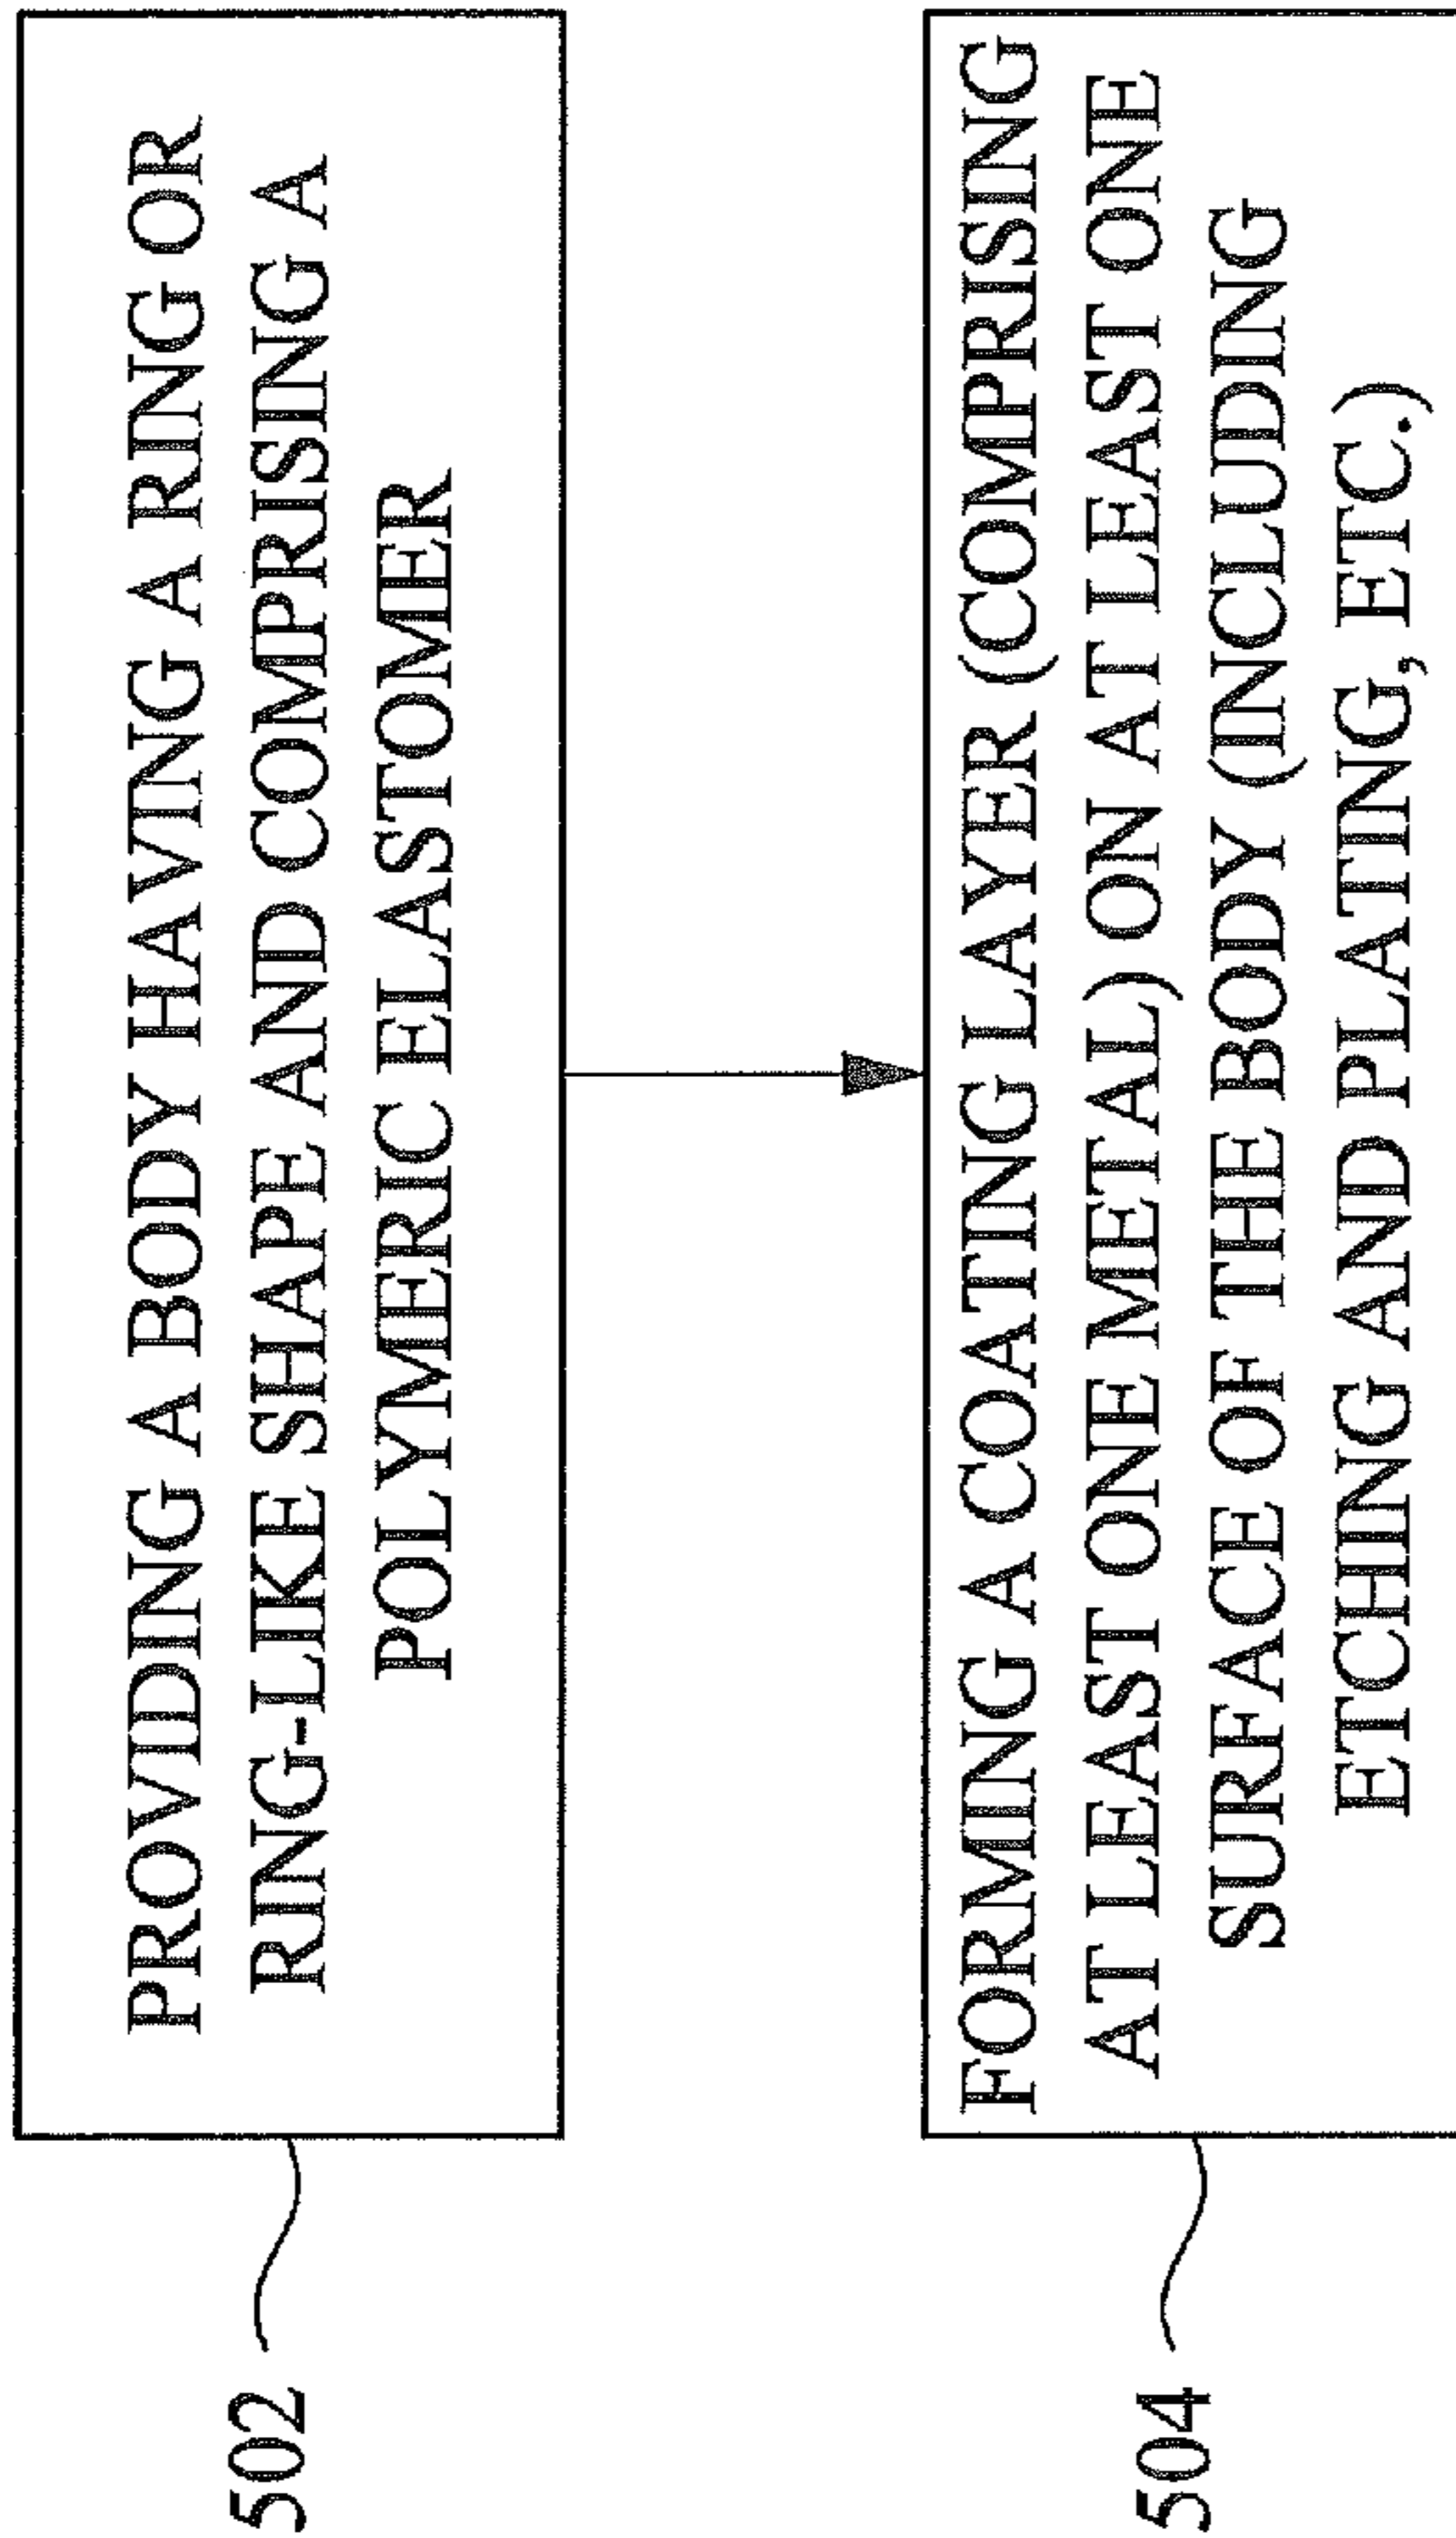 PROVIDING A BODY HAVING A RING OR
RING-LIKE SHAPE AND COMPRISING A
POLYMERIC ELASTOMER
502
FORMING A COATING LAYER (COMPRISING
AT LEAST ONE METAL) ON AT LEAST ONE
SURFACE OF THE BODY (INCLUDING
ETCHING AND PLATING, ETC.)
504